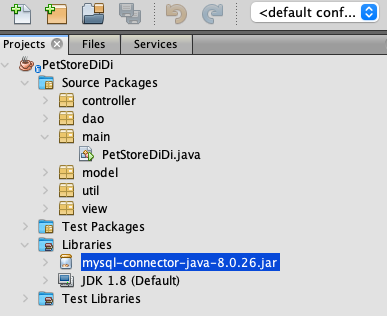 <default conf...
Projects
Files
Services
PetStoreDiDi
Source Packages
controller
dao
main
PetStoreDiDi.java
model
util
view
Test Packages
Libraries
mysql-connector-java-8.0.26.jar
JDK 1.8 (Default)
Test Libraries